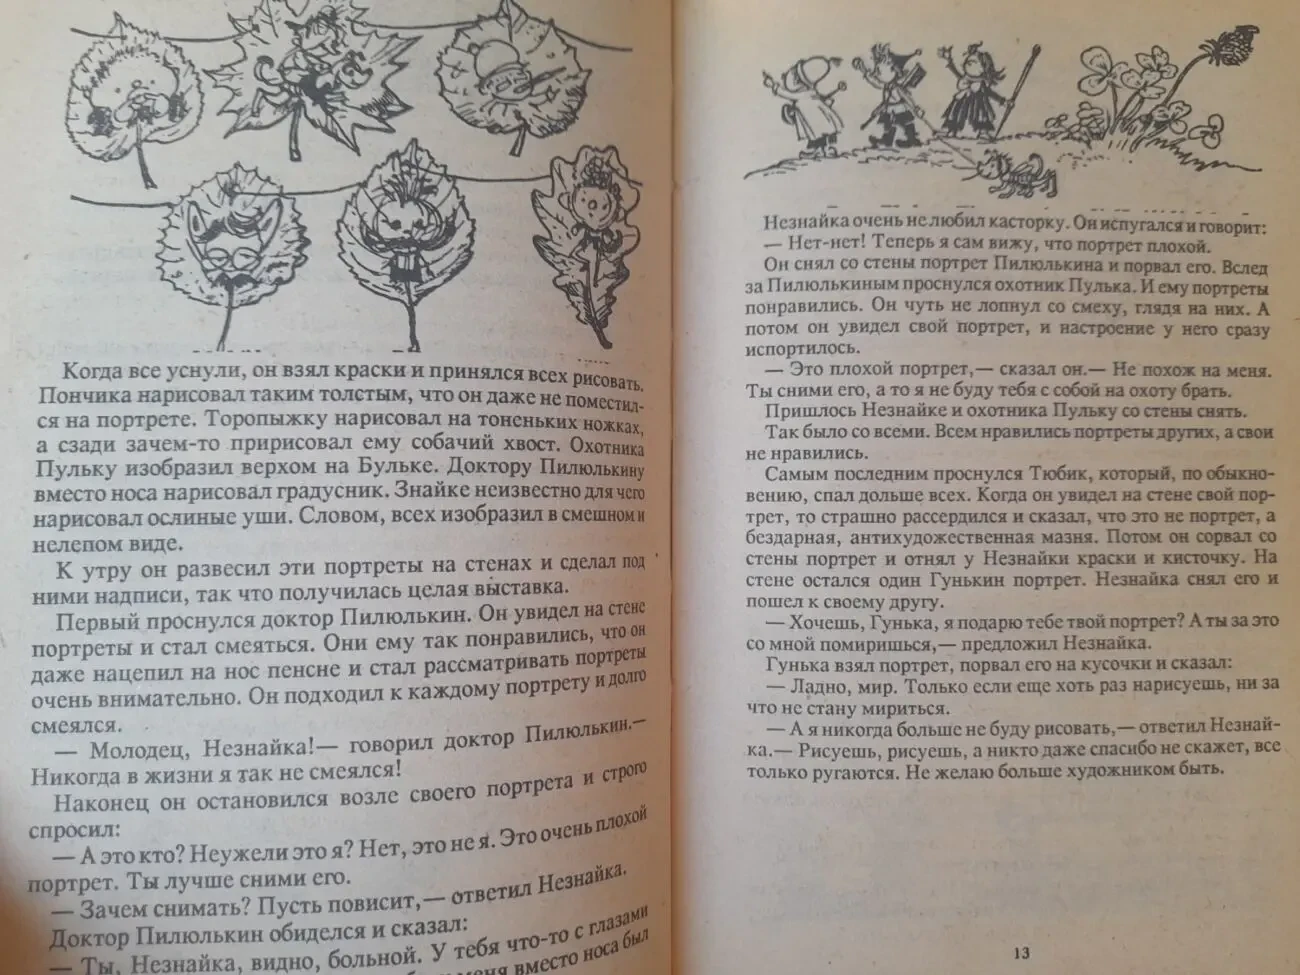 Когда все уснули, он взял краски и принялся всех рисовать.
Пончика нарисовал таким толстым, что он даже не поместил-
ся на портрете. Торопыжку нарисовал на тоненьких ножках,
а сзади зачем-то пририсовал ему собачий хвост. Охотника
Пульку изобразил верхом на Бульке. Доктору Пилюлькину
вместо носа нарисовал градусник. Знайке неизвестно для чего
нарисовал ослиные уши. Словом, всех изобразил в смешном и
нелепом виде.
К утру он развесил эти портреты на стенах и сделал под
ними надписи, так что получилась целая выставка.
Первый проснулся доктор Пилюлькин. Он увидел на стене
портреты и стал смеяться. Они ему так понравились, что он
даже нацепил на нос пенсне и стал рассматривать портреты
очень внимательно. Он подходил к каждому портрету и долго
смеялся.
— Молодец, Незнайка!— говорил доктор Пилюлькин.—
Никогда в жизни я так не смеялся!
Наконец он остановился возле своего портрета и строго
спросил:
— А это кто? Неужели это я? Нет, это не я. Это очень плохой
портрет. Ты лучше сними его.
— Зачем снимать? Пусть повисит,— ответил Незнайка.
Доктор Пилюлькин обиделся и сказал:
— Ты, Незнайка, видно, больной. У тебя что-то с глазами
меня вместо носа был
Незнайка очень не любил касторку. Он испугался и говорит:
— Нет-нет! Теперь я сам вижу, что портрет плохой.
Он снял со стены портрет Пилюлькина и порвал его. Вслед
за Пилюлькиным проснулся охотник Пулька. И ему портреты
понравились. Он чуть не лопнул со смеху, глядя на них. А
потом он увидел свой портрет, и настроение у него сразу
испортилось.
— Это плохой портрет,— сказал он.— Не похож на меня.
Ты сними его, а то я не буду тебя с собой на охоту брать.
Пришлось Незнайке и охотника Пульку со стены снять.
Так было со всеми. Всем нравились портреты других, а свои
не нравились.
Самым последним проснулся Тюбик, который, по обыкно-
вению, спал дольше всех. Когда он увидел на стене свой пор-
трет, то страшно рассердился и сказал, что это не портрет, а
бездарная, антихудожественная мазня. Потом он сорвал со
стены портрет и отнял у Незнайки краски и кисточку. На
стене остался один Гунькин портрет. Незнайка снял его и
пошел к своему другу.
— Хочешь, Гунька, я подарю тебе твой портрет? А ты за это
со мной помиришься,— предложил Незнайка.
Гунька взял портрет, порвал его на кусочки и сказал:
— Ладно, мир. Только если еще хоть раз нарисуешь, ни за
что не стану мириться.
— А я никогда больше не буду рисовать,— ответил Незнай-
ка.— Рисуешь, рисуешь, а никто даже спасибо не скажет, все
только ругаются. Не желаю больше художником быть.
13